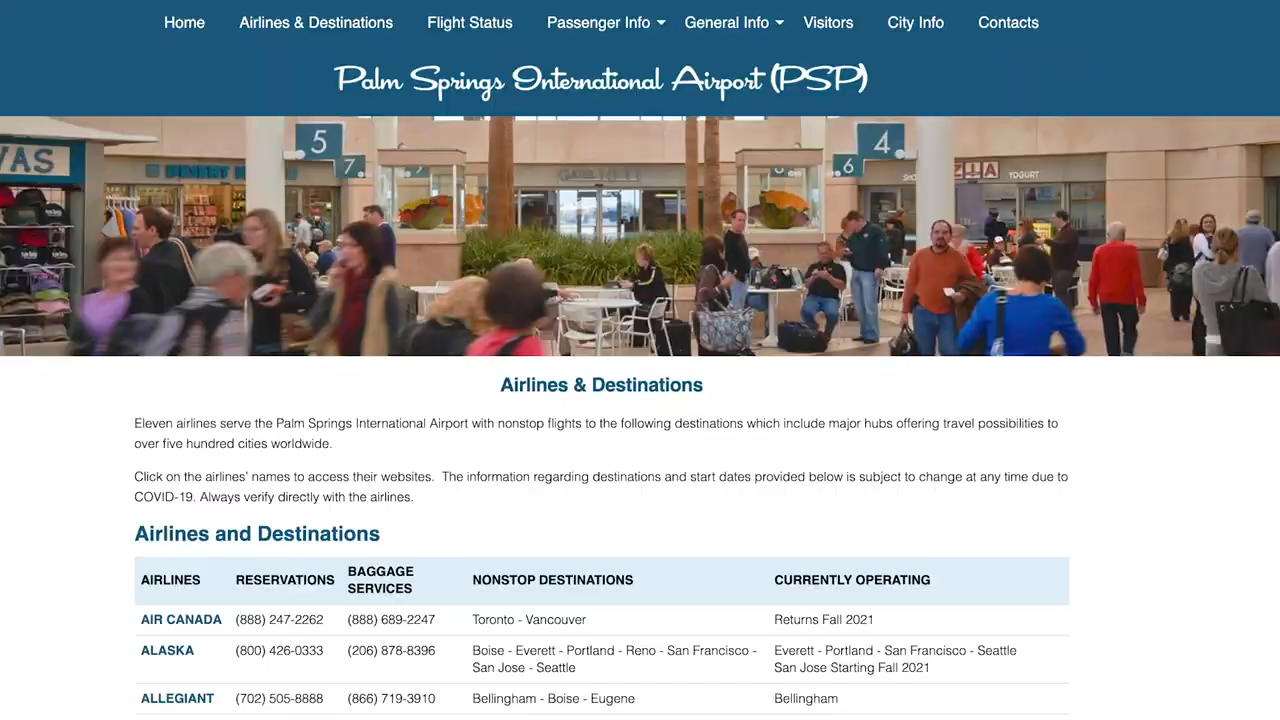 Home Airlines & Destinations Flight Status Passenger Info General Info Visitors City Info Contacts
Palm Springs International Airport (PSP)
VAS
5
7
4
6
YOGURT
Airlines & Destinations
Eleven airlines serve the Palm Springs International Airport with nonstop flights to the following destinations which include major hubs offering travel possibilities to
over five hundred cities worldwide.
Click on the airlines' names to access their websites. The information regarding destinations and start dates provided below is subject to change at any time due to
COVID-19. Always verify directly with the airlines.
Airlines and Destinations
AIRLINES RESERVATIONS BAGGAGE SERVICES NONSTOP DESTINATIONS CURRENTLY OPERATING
AIR CANADA (888) 247-2262 (888) 689-2247 Toronto - Vancouver Returns Fall 2021
ALASKA (800) 426-0333 (206) 878-8396 Boise - Everett - Portland - Reno - San Francisco - Everett - Portland - San Francisco - Seattle
San Jose - Seattle San Jose Starting Fall 2021
ALLEGIANT (702) 505-8888 (866) 719-3910 Bellingham - Boise - Eugene Bellingham